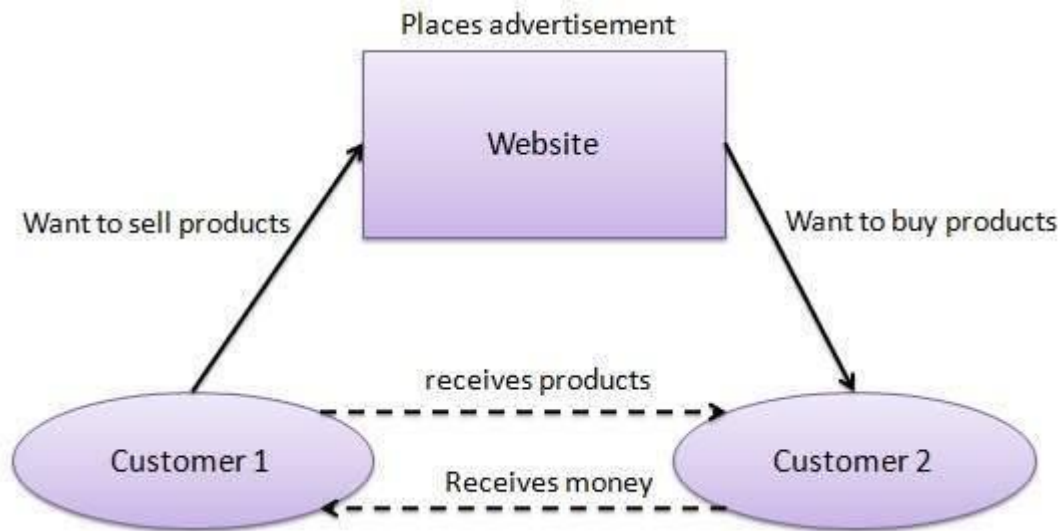 Places advertisement
Website
Want to sell products
Want to buy products
receives products
Customer 1
Customer 2
Receives money